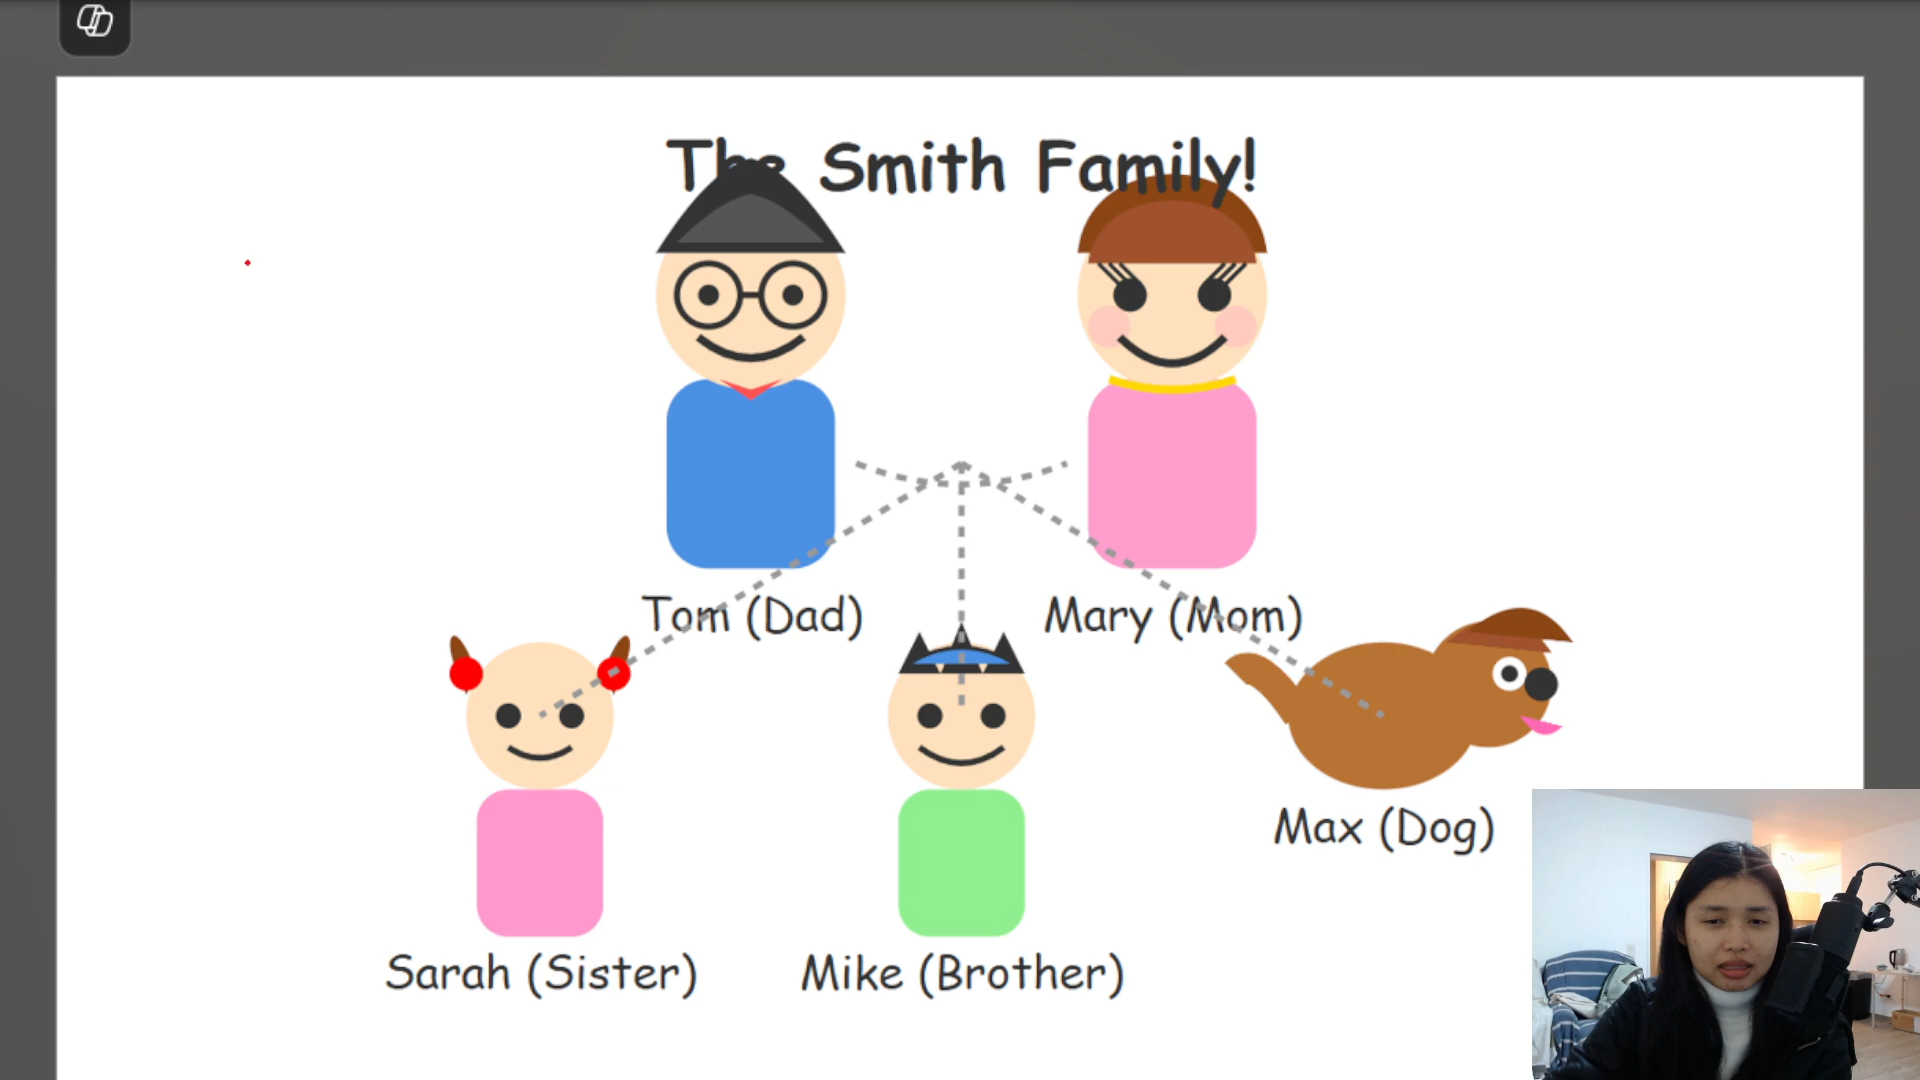 The Smith Family!
Tom (Dad)
Mary (Mom)
Max (Dog)
Sarah (Sister)
Mike (Brother)